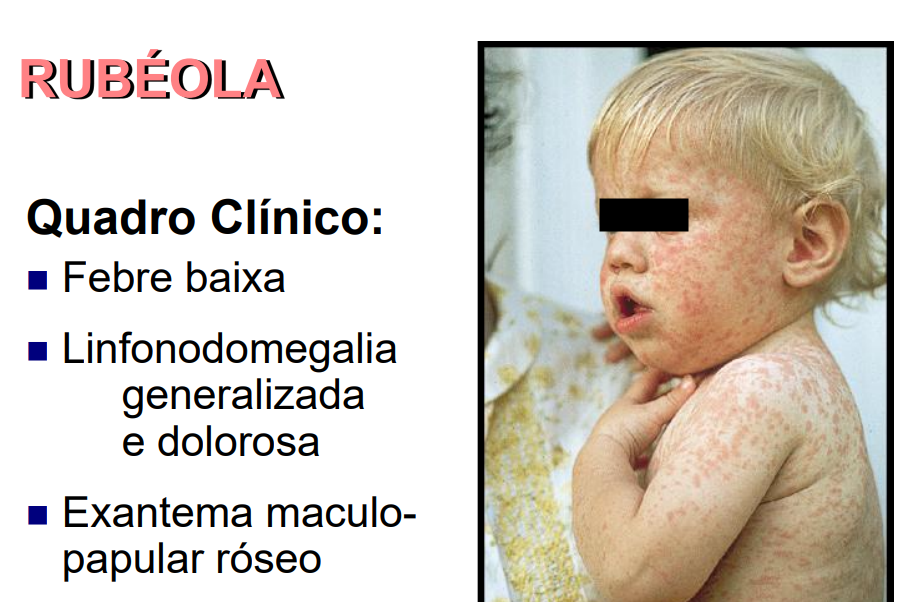 RUBÉOLA
Quadro Clínico:
Febre baixa
Linfonodomegalia
generalizada
e dolorosa
Exantema maculo-
papular róseo